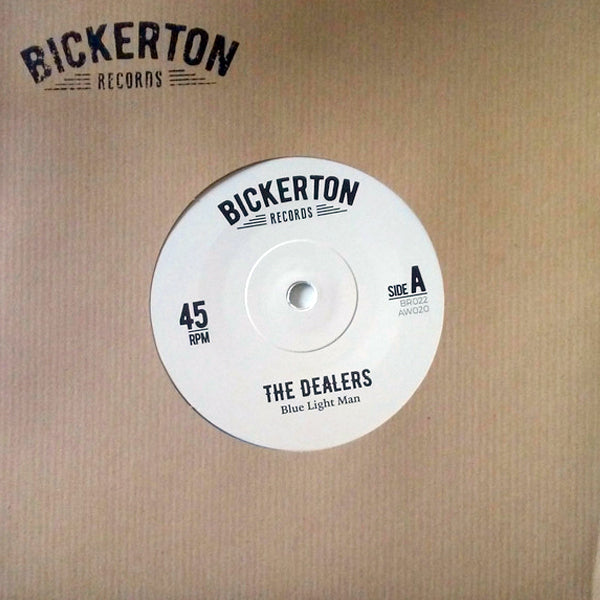 BICKERTON
RECORDS
BICKERTON
RECORDS
SIDE A
BR022
AW020
45
RPM
THE DEALERS
Blue Light Man